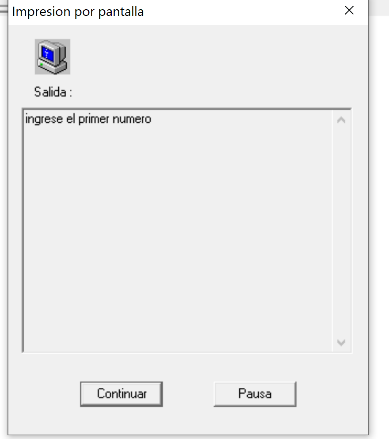 Impresion por pantalla
Salida :
ingrese el primer numero
Continuar
Pausa